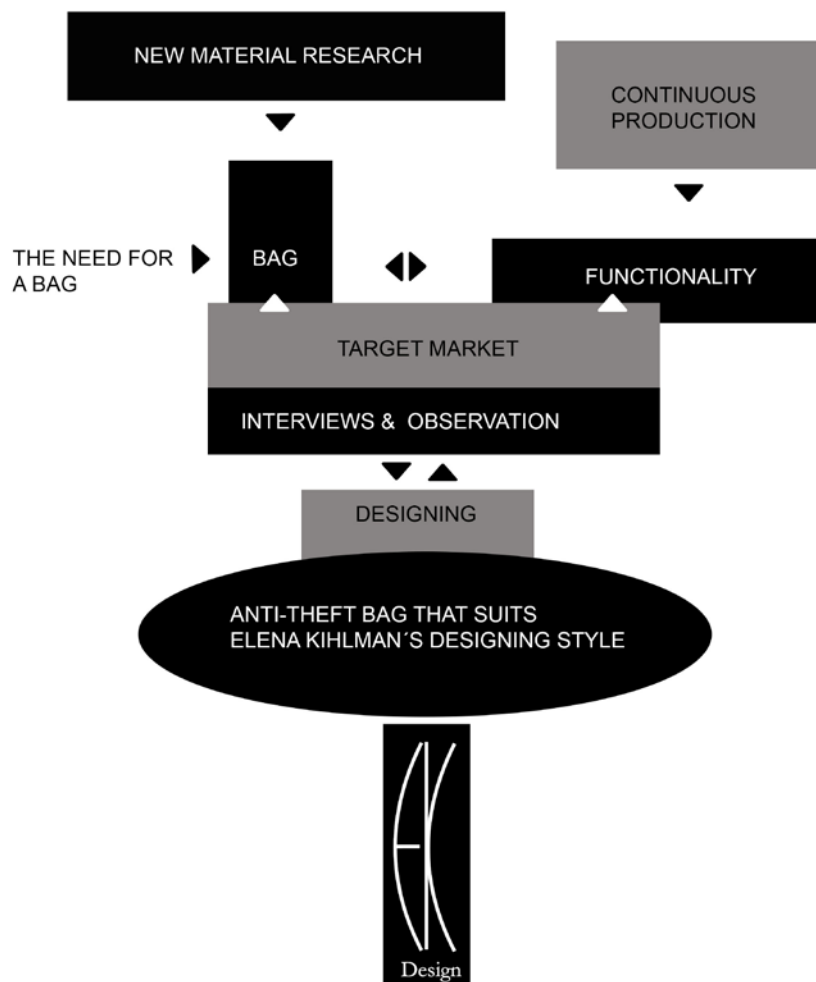 NEW MATERIAL RESEARCH
CONTINUOUS
PRODUCTION
THE NEED FOR
A BAG
BAG
FUNCTIONALITY
TARGET MARKET
INTERVIEWS & OBSERVATION
DESIGNING
ANTI-THEFT BAG THAT SUITS
ELENA KIHLMAN´S DESIGNING STYLE
Design